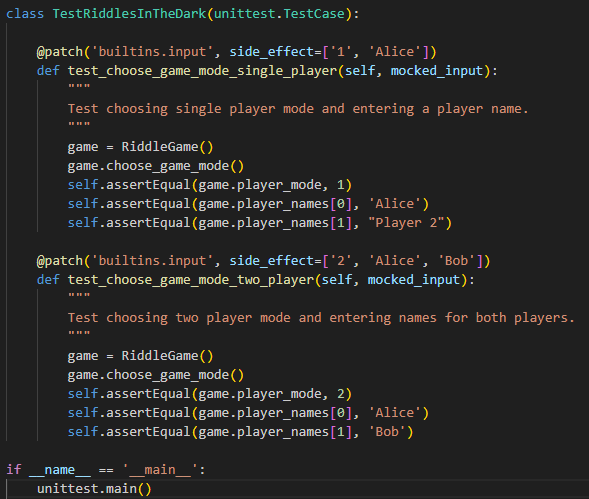 class TestRiddlesInTheDark(unittest.TestCase):

    @patch('builtins.input', side_effect=['1', 'Alice'])
    def test_choose_game_mode_single_player(self, mocked_input):
        """
        Test choosing single player mode and entering a player name.
        """
        game = RiddleGame()
        game.choose_game_mode()
        self.assertEqual(game.player_mode, 1)
        self.assertEqual(game.player_names[0], 'Alice')
        self.assertEqual(game.player_names[1], "Player 2")

    @patch('builtins.input', side_effect=['2', 'Alice', 'Bob'])
    def test_choose_game_mode_two_player(self, mocked_input):
        """
        Test choosing two player mode and entering names for both players.
        """
        game = RiddleGame()
        game.choose_game_mode()
        self.assertEqual(game.player_mode, 2)
        self.assertEqual(game.player_names[0], 'Alice')
        self.assertEqual(game.player_names[1], 'Bob')

if __name__ == '__main__':
    unittest.main()